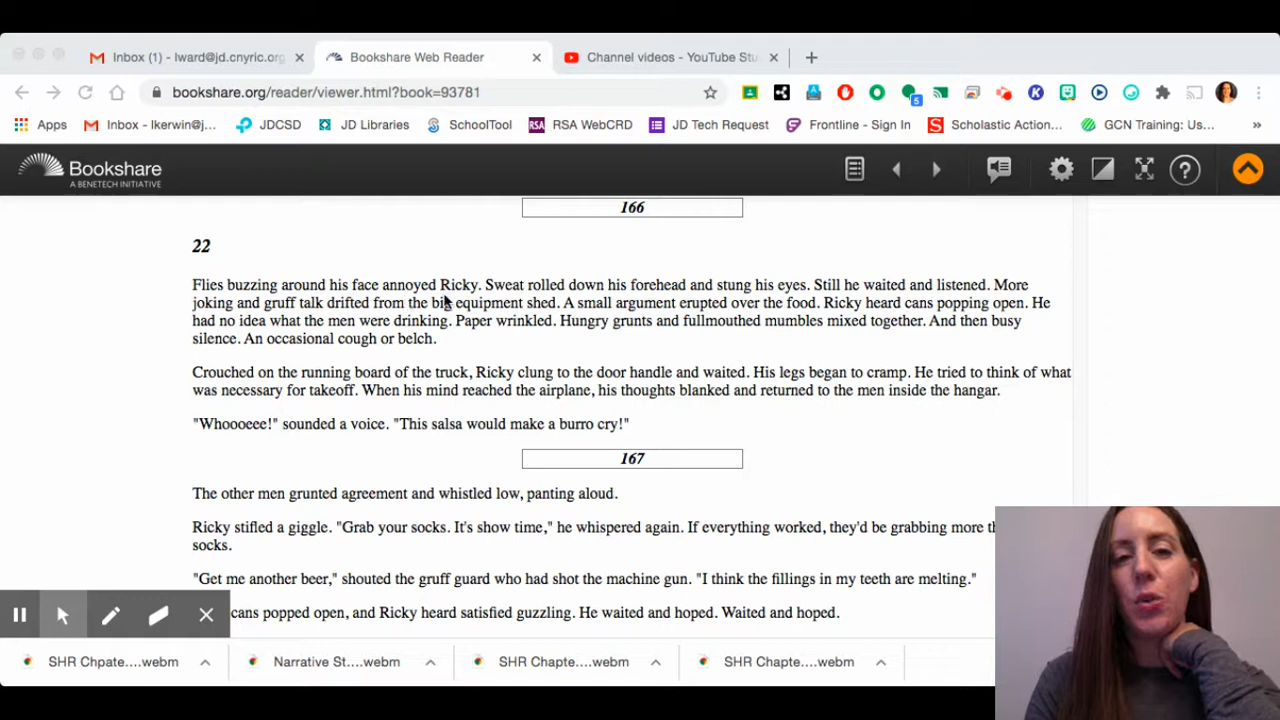 Inbox (1) - lward@jd.cnyric.org
Bookshare Web Reader
Channel videos - YouTube Stu
bookshare.org/reader/viewer.html?book=93781
5
Apps
Inbox - lkerwin@j...
JDCSD
JD Libraries
SchoolTool
RSA RSA WebCRD
JD Tech Request
Frontline - Sign In
S Scholastic Action...
GCN Training: Us...
»
Bookshare
A BENETECH INITIATIVE
166
22
Flies buzzing around his face annoyed Ricky. Sweat rolled down his forehead and stung his eyes. Still he waited and listened. More
joking and gruff talk drifted from the big equipment shed. A small argument erupted over the food. Ricky heard cans popping open. He
had no idea what the men were drinking. Paper wrinkled. Hungry grunts and fullmouthed mumbles mixed together. And then busy
silence. An occasional cough or belch.
Crouched on the running board of the truck, Ricky clung to the door handle and waited. His legs began to cramp. He tried to think of what
was necessary for takeoff. When his mind reached the airplane, his thoughts blanked and returned to the men inside the hangar.
"Whoooeee!" sounded a voice. "This salsa would make a burro cry!"
167
The other men grunted agreement and whistled low, panting aloud.
Ricky stifled a giggle. "Grab your socks. It's show time," he whispered again. If everything worked, they'd be grabbing more
socks.
"Get me another beer," shouted the gruff guard who had shot the machine gun. "I think the fillings in my teeth are melting."
cans popped open, and Ricky heard satisfied guzzling. He waited and hoped. Waited and hoped.
SHR Chpate....webm
Narrative St....webm
SHR Chapte....webm
SHR Chapte....webm